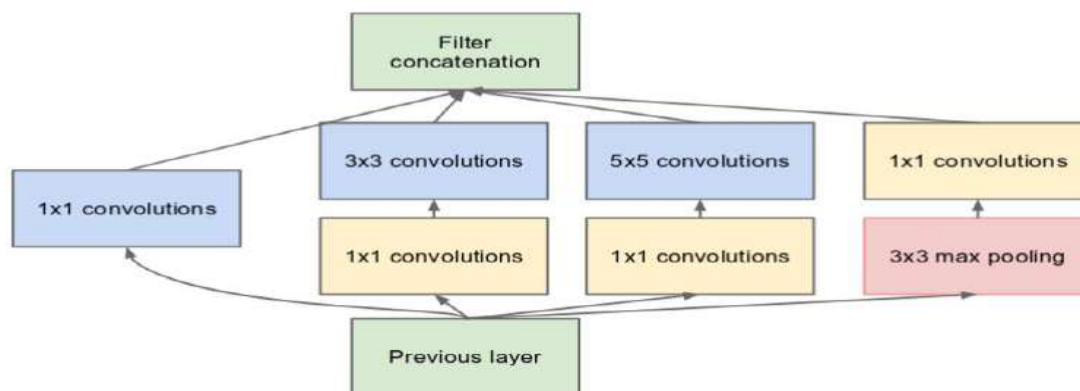 Filter
concatenation
3x3 convolutions
5x5 convolutions
1x1 convolutions
1x1 convolutions
1x1 convolutions
1x1 convolutions
3x3 max pooling
Previous layer